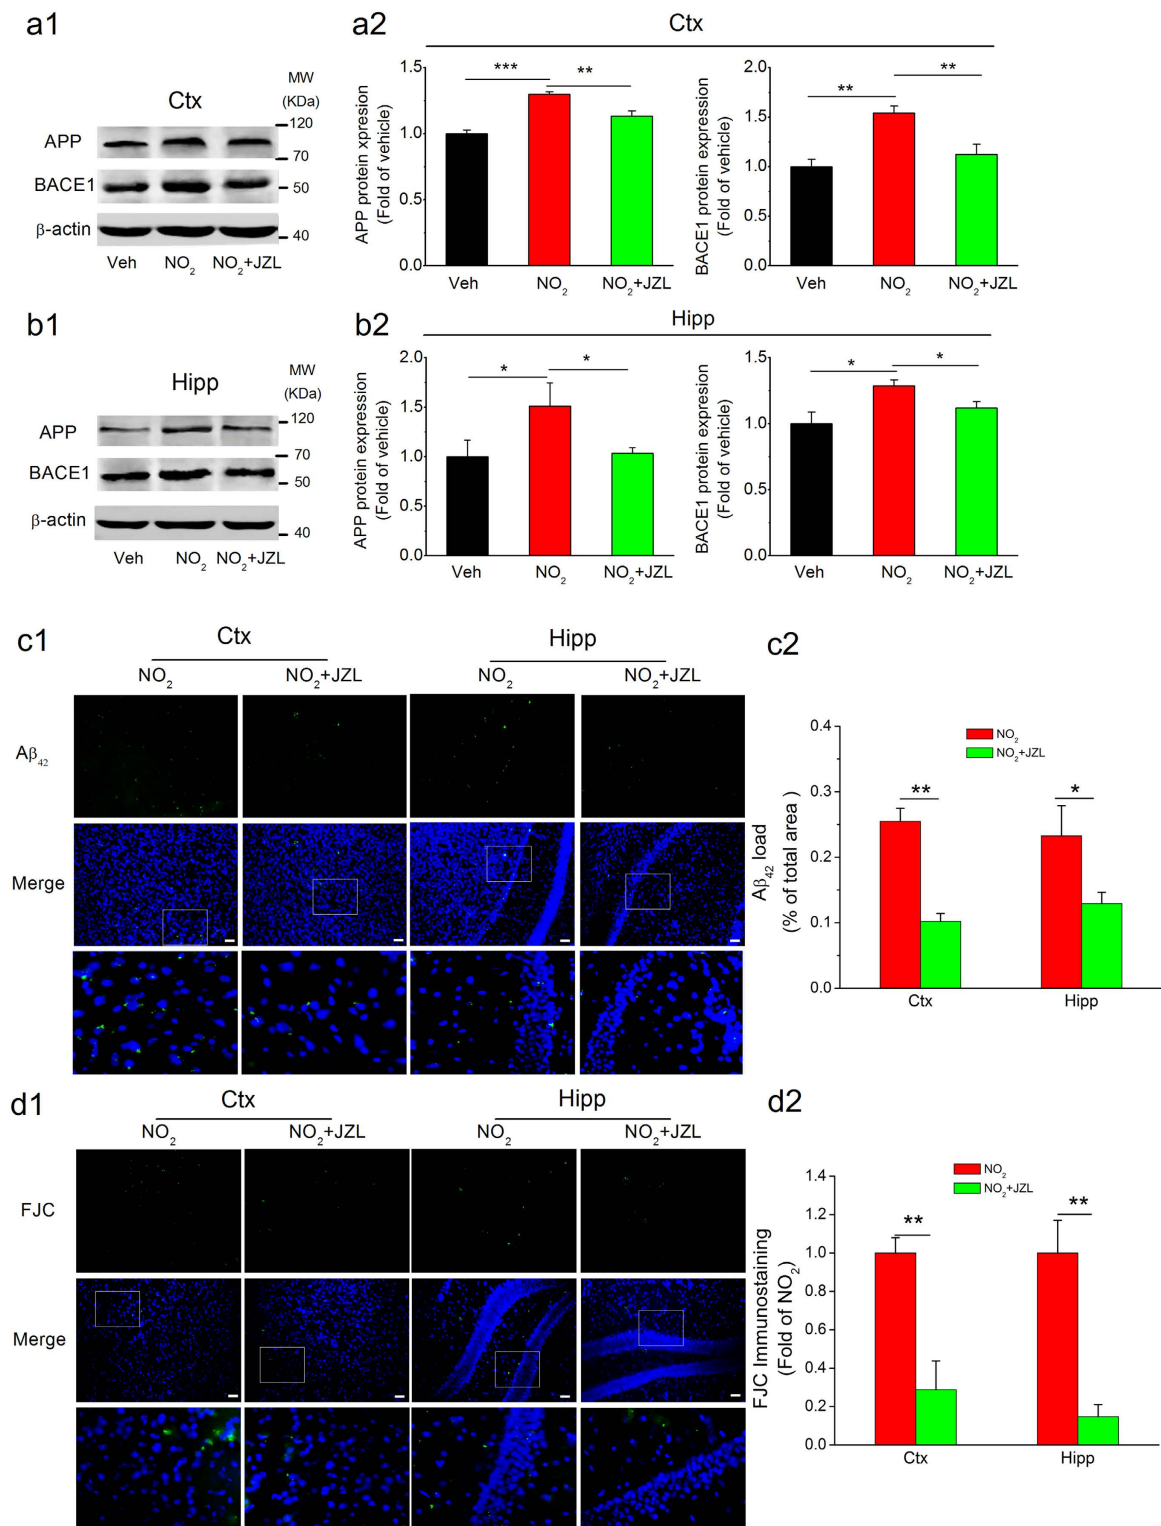 a1
Ctx
MW
(KDa)
120
APP
70
BACE1
50
β-actin
40
Veh NO₂ NO₂+JZL
a2
Ctx
1.5
1.0
0.5
0.0
APP protein xpression
(Fold of vehicle)
***
**
Veh NO₂ NO₂+JZL
2.0
1.5
1.0
0.5
0.0
BACE1 protein expression
(Fold of vehicle)
**
**
Veh NO₂ NO₂+JZL
b1
Hipp
MW
(KDa)
120
APP
70
BACE1
50
β-actin
40
Veh NO₂ NO₂+JZL
b2
Hipp
2.0
1.5
1.0
0.5
0.0
APP protein expression
(Fold of vehicle)
*
*
Veh NO₂ NO₂+JZL
1.5
1.0
0.5
0.0
BACE1 protein expression
(Fold of vehicle)
*
*
Veh NO₂ NO₂+JZL
c1
Ctx Hipp
NO₂ NO₂+JZL NO₂ NO₂+JZL
Aβ₄₂
Merge
c2
0.4
0.3
0.2
0.1
0.0
Aβ₄₂ load
(% of total area)
NO₂
NO₂+JZL
**
*
Ctx Hipp
d1
Ctx Hipp
NO₂ NO₂+JZL NO₂ NO₂+JZL
FJC
Merge
d2
1.4
1.2
1.0
0.8
0.6
0.4
0.2
0.0
FJC Immunostaining
(Fold of NO₂)
NO₂
NO₂+JZL
**
**
Ctx Hipp